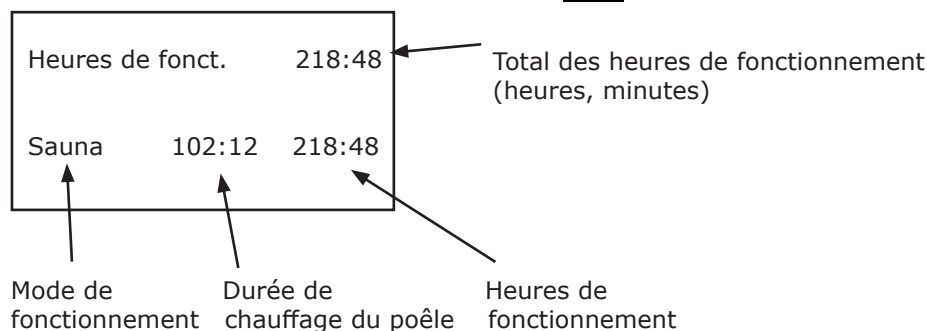 Heures de fonct. 218:48
Total des heures de fonctionnement
(heures, minutes)
Sauna 102:12 218:48
Mode de
fonctionnement
Durée de
chauffage du poêle
Heures de
fonctionnement